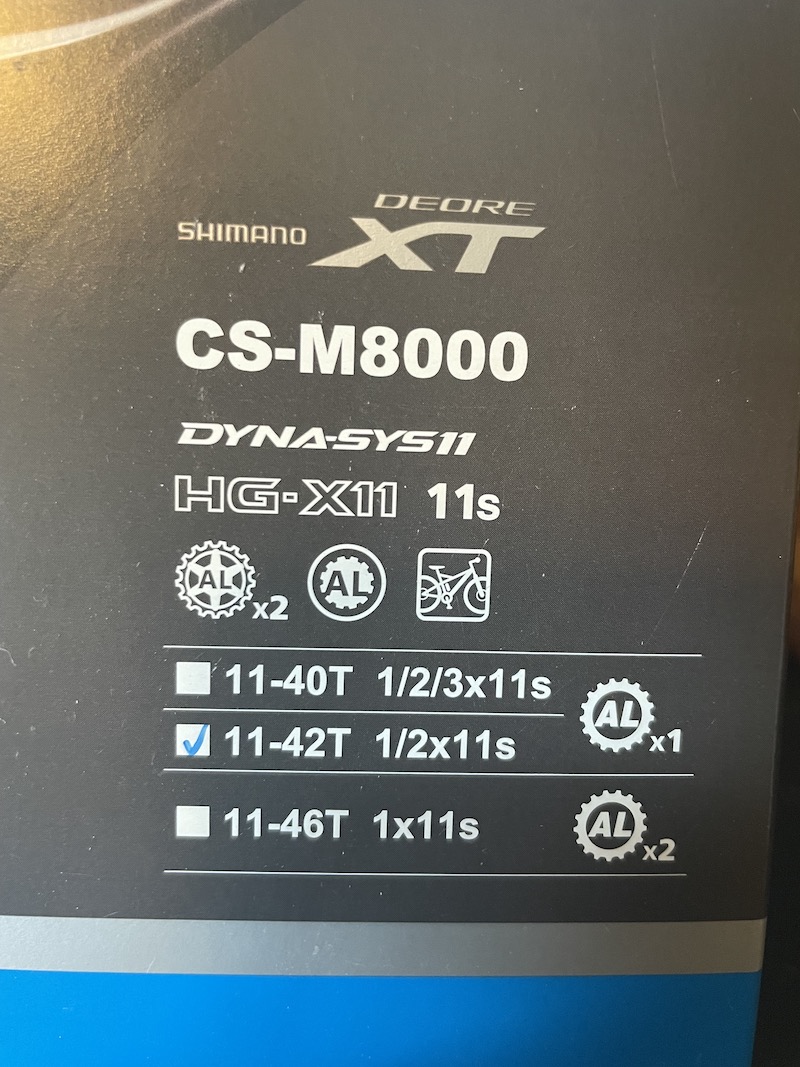 DEORE
SHIMANO XT
CS-M8000
DYNA-SYS11
HG-X11 11s
AL x2 AL
11-40T 1/2/3x11s
AL x1
11-42T 1/2x11s
11-46T 1x11s AL x2